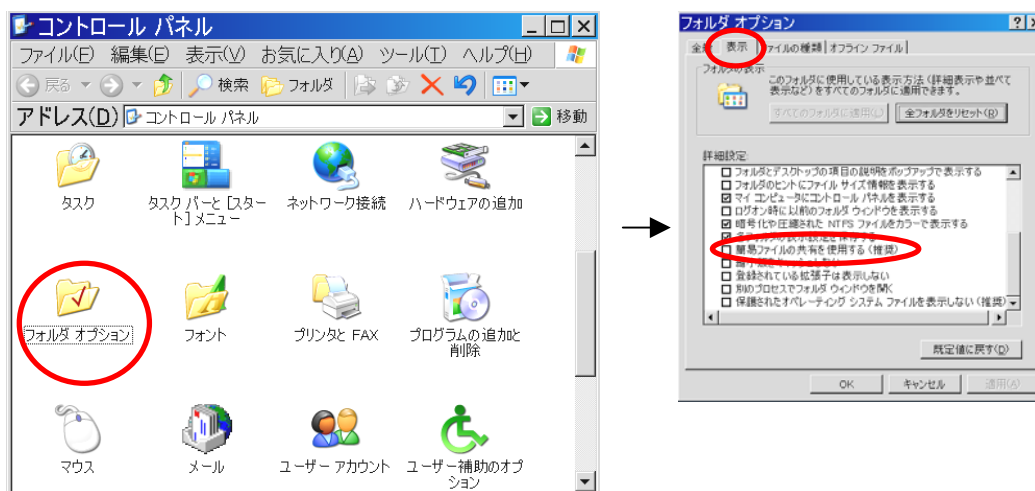 コントロール パネル
ファイル(F) 編集(E) 表示(V) お気に入り(A) ツール(T) ヘルプ(H)
戻る 検索 フォルダ
アドレス(D) コントロール パネル 移動
タスク
タスク バーと [スタート] メニュー
ネットワーク接続
ハードウェアの追加
フォルダ オプション
フォント
プリンタと FAX
プログラムの追加と
削除
マウス
メール
ユーザー アカウント
ユーザー補助のオプ
ション
フォルダ オプション
表示 ファイルの種類 オフライン ファイル
フォルダの表示
このフォルダに使用している表示方法 (詳細表示や並べて
表示など) をすべてのフォルダに適用できます。
すべてのフォルダに適用(L) 全フォルダをリセット(R)
詳細設定:
フォルダとデスクトップの項目の説明をポップアップで表示する
フォルダのヒントにファイル サイズ情報を表示する
マイ コンピュータにコントロール パネルを表示する
ログオン時に以前のフォルダ ウィンドウを表示する
暗号化や圧縮された NTFS ファイルをカラーで表示する
簡易ファイルの共有を使用する (推奨)
登録されている拡張子は表示しない
別のプロセスでフォルダ ウィンドウを開く
保護されたオペレーティング システム ファイルを表示しない (推奨)
既定値に戻す(D)
OK キャンセル 適用(A)